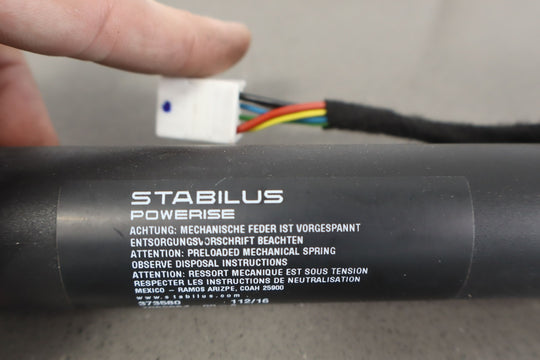 STABILUS
POWERISE
ACHTUNG: MECHANISCHE FEDER IST VORGESPANNT
ENTSORGUNGSVORSCHRIFT BEACHTEN
ATTENTION: PRELOADED MECHANICAL SPRING
OBSERVE DISPOSAL INSTRUCTIONS
ATTENTION: RESSORT MECANIQUE EST SOUS TENSION
RESPECTER LES INSTRUCTIONS DE NEUTRALISATION
MEXICO - RAMOS ARIZPE, COAH 25900
www.stabilus.com
373580 112/16